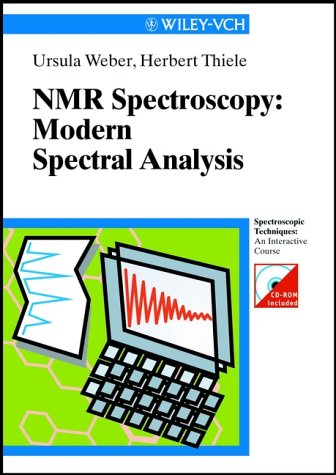 WILEY-VCH
Ursula Weber, Herbert Thiele
NMR Spectroscopy:
Modern
Spectral Analysis
Spectroscopic
Techniques:
An Interactive
Course
CD-ROM
included